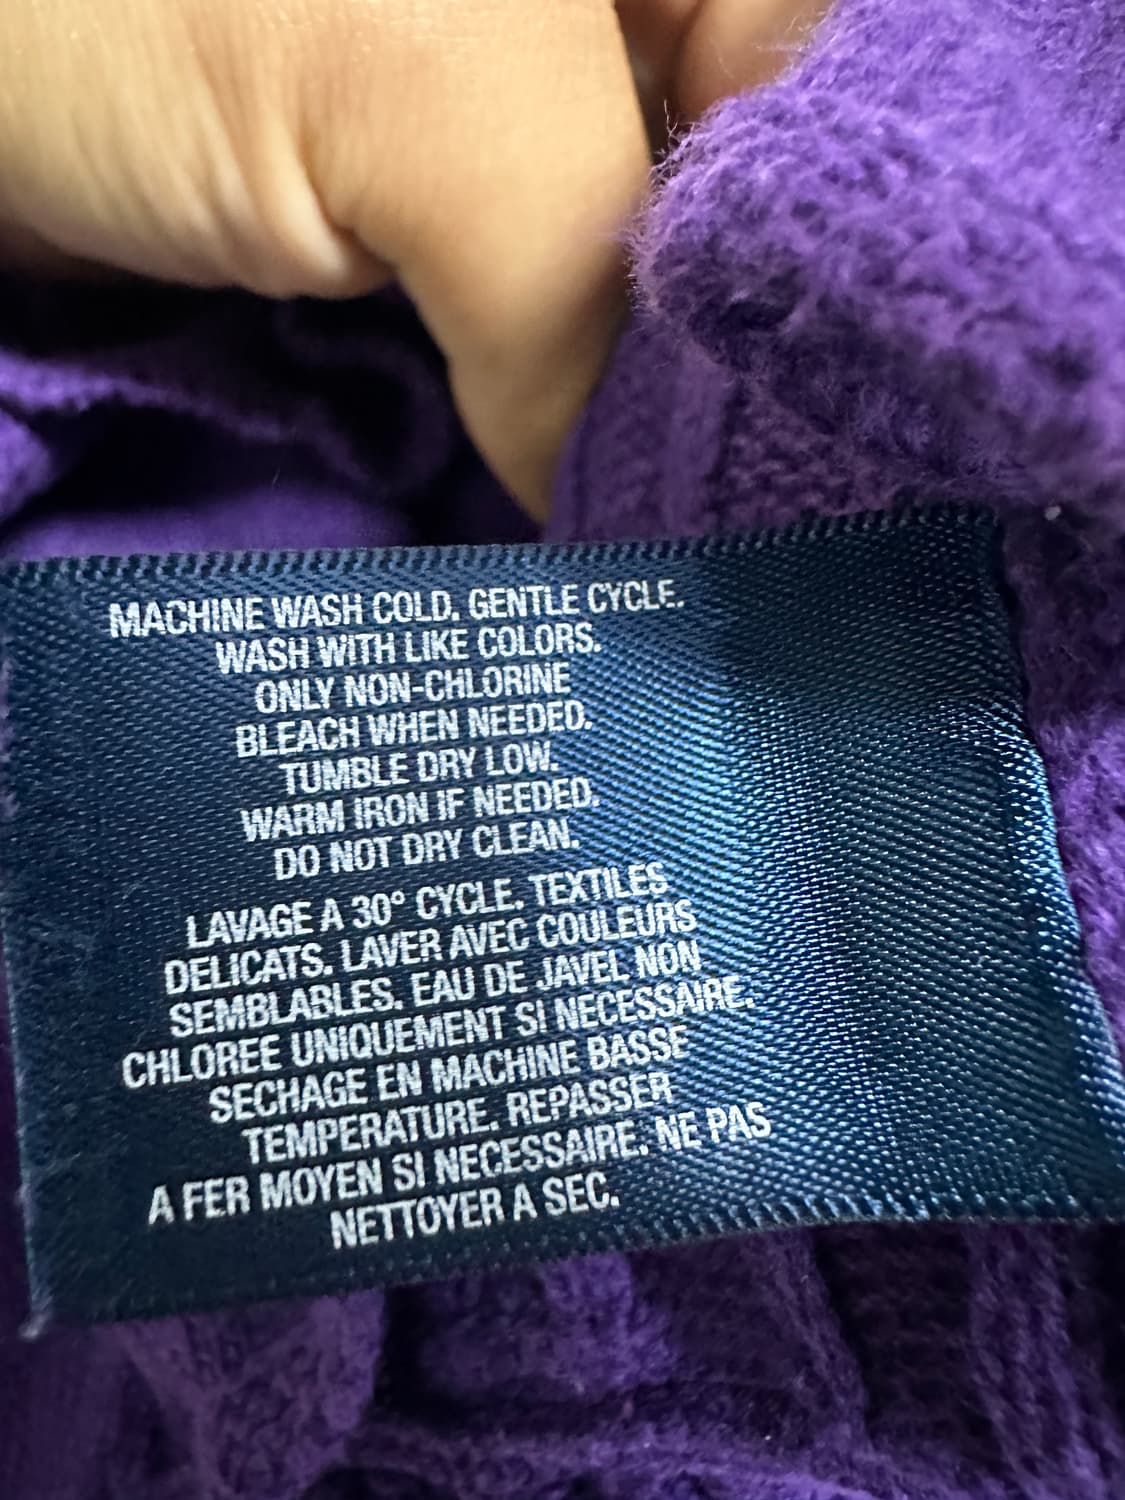 MACHINE WASH COLD. GENTLE CYCLE.
WASH WITH LIKE COLORS.
ONLY NON-CHLORINE
BLEACH WHEN NEEDED.
TUMBLE DRY LOW.
WARM IRON IF NEEDED.
DO NOT DRY CLEAN.
LAVAGE A 30° CYCLE. TEXTILES
DELICATS. LAVER AVEC COULEURS
SEMBLABLES. EAU DE JAVEL NON
CHLOREE UNIQUEMENT SI NECESSAIRE.
SECHAGE EN MACHINE BASSE
TEMPERATURE. REPASSER
A FER MOYEN SI NECESSAIRE. NE PAS
NETTOYER A SEC.